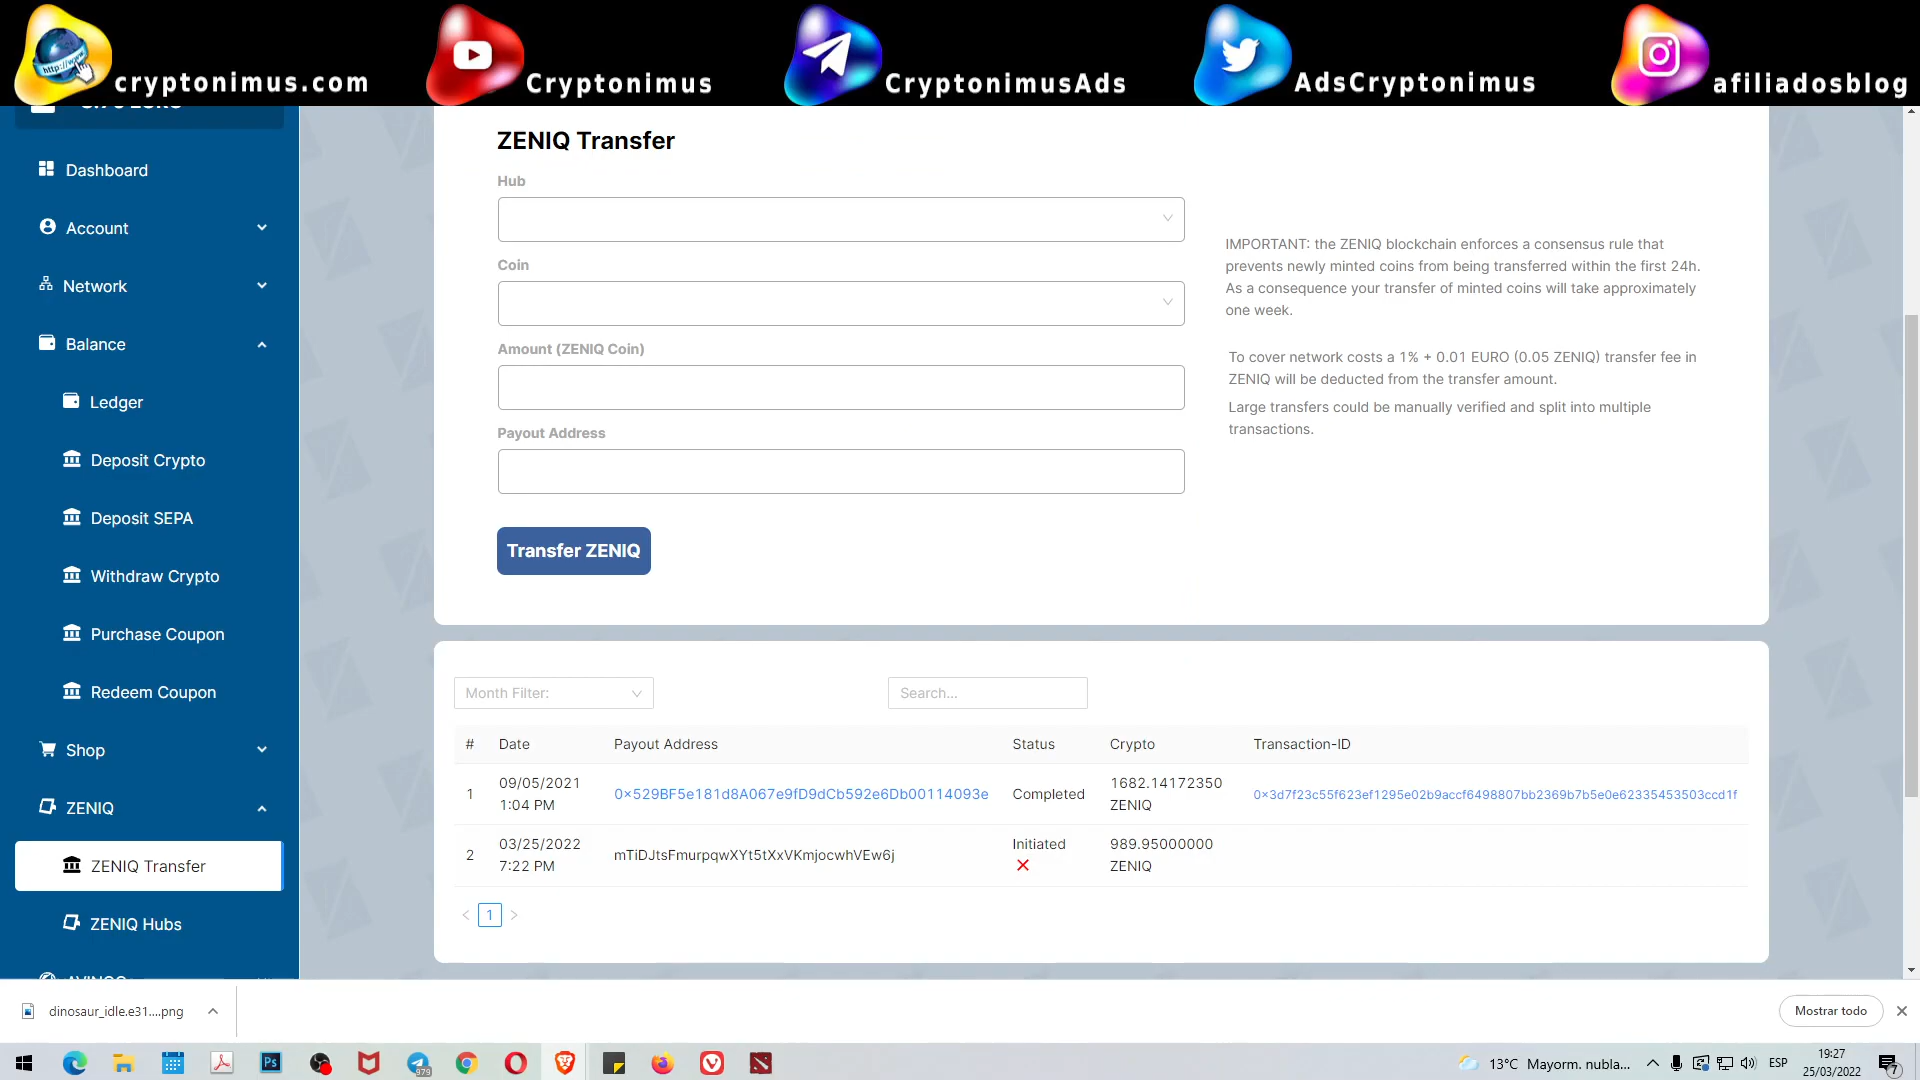 cryptonimus.com
Cryptonimus
CryptonimusAds
AdsCryptonimus
afiliadosblog
http://www
Dashboard
Account
Network
Balance
Ledger
Deposit Crypto
Deposit SEPA
Withdraw Crypto
Purchase Coupon
Redeem Coupon
Shop
ZENIQ
ZENIQ Transfer
ZENIQ Hubs
ZENIQ Transfer
Hub
Coin
Amount (ZENIQ Coin)
Payout Address
Transfer ZENIQ
IMPORTANT: the ZENIQ blockchain enforces a consensus rule that
prevents newly minted coins from being transferred within the first 24h.
As a consequence your transfer of minted coins will take approximately
one week.
To cover network costs a 1% + 0.01 EURO (0.05 ZENIQ) transfer fee in
ZENIQ will be deducted from the transfer amount.
Large transfers could be manually verified and split into multiple
transactions.
Month Filter:
Search...
# Date Payout Address Status Crypto Transaction-ID
1 09/05/2021 1:04 PM 0x529BF5e181d8A067e9fD9dCb592e6Db00114093e Completed 1682.14172350 ZENIQ 0x3d7f23c55f623ef1295e02b9accf6498807bb2369b7b5e0e62335453503ccd1f
2 03/25/2022 7:22 PM mTiDJtsFmurpqwXYt5tXxVKmjocwhVEw6j Initiated 989.95000000 ZENIQ
1
dinosaur_idle.e31....png
Mostrar todo
979
13°C Mayorm. nubla...
ESP
19:27
25/03/2022
7